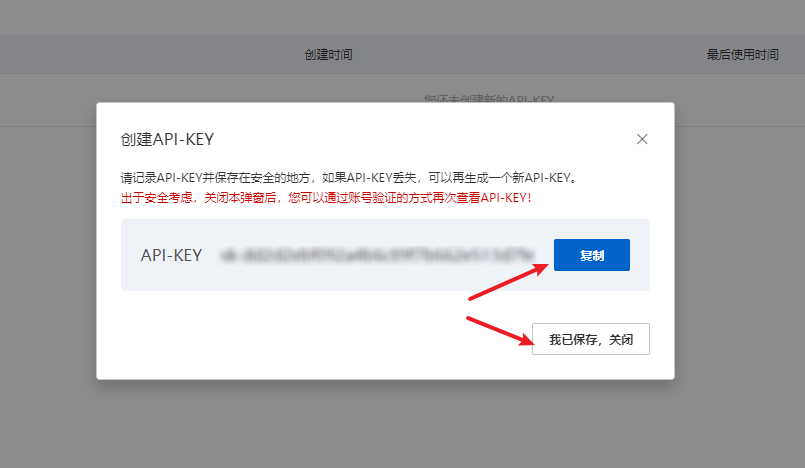 创建时间
最后使用时间
您还未创建新的API-KEY
创建API-KEY
请记录API-KEY并保存在安全的地方，如果API-KEY丢失，可以再生成一个新API-KEY。
出于安全考虑，关闭本弹窗后，您可以通过账号验证的方式再次查看API-KEY！
API-KEY
复制
我已保存，关闭